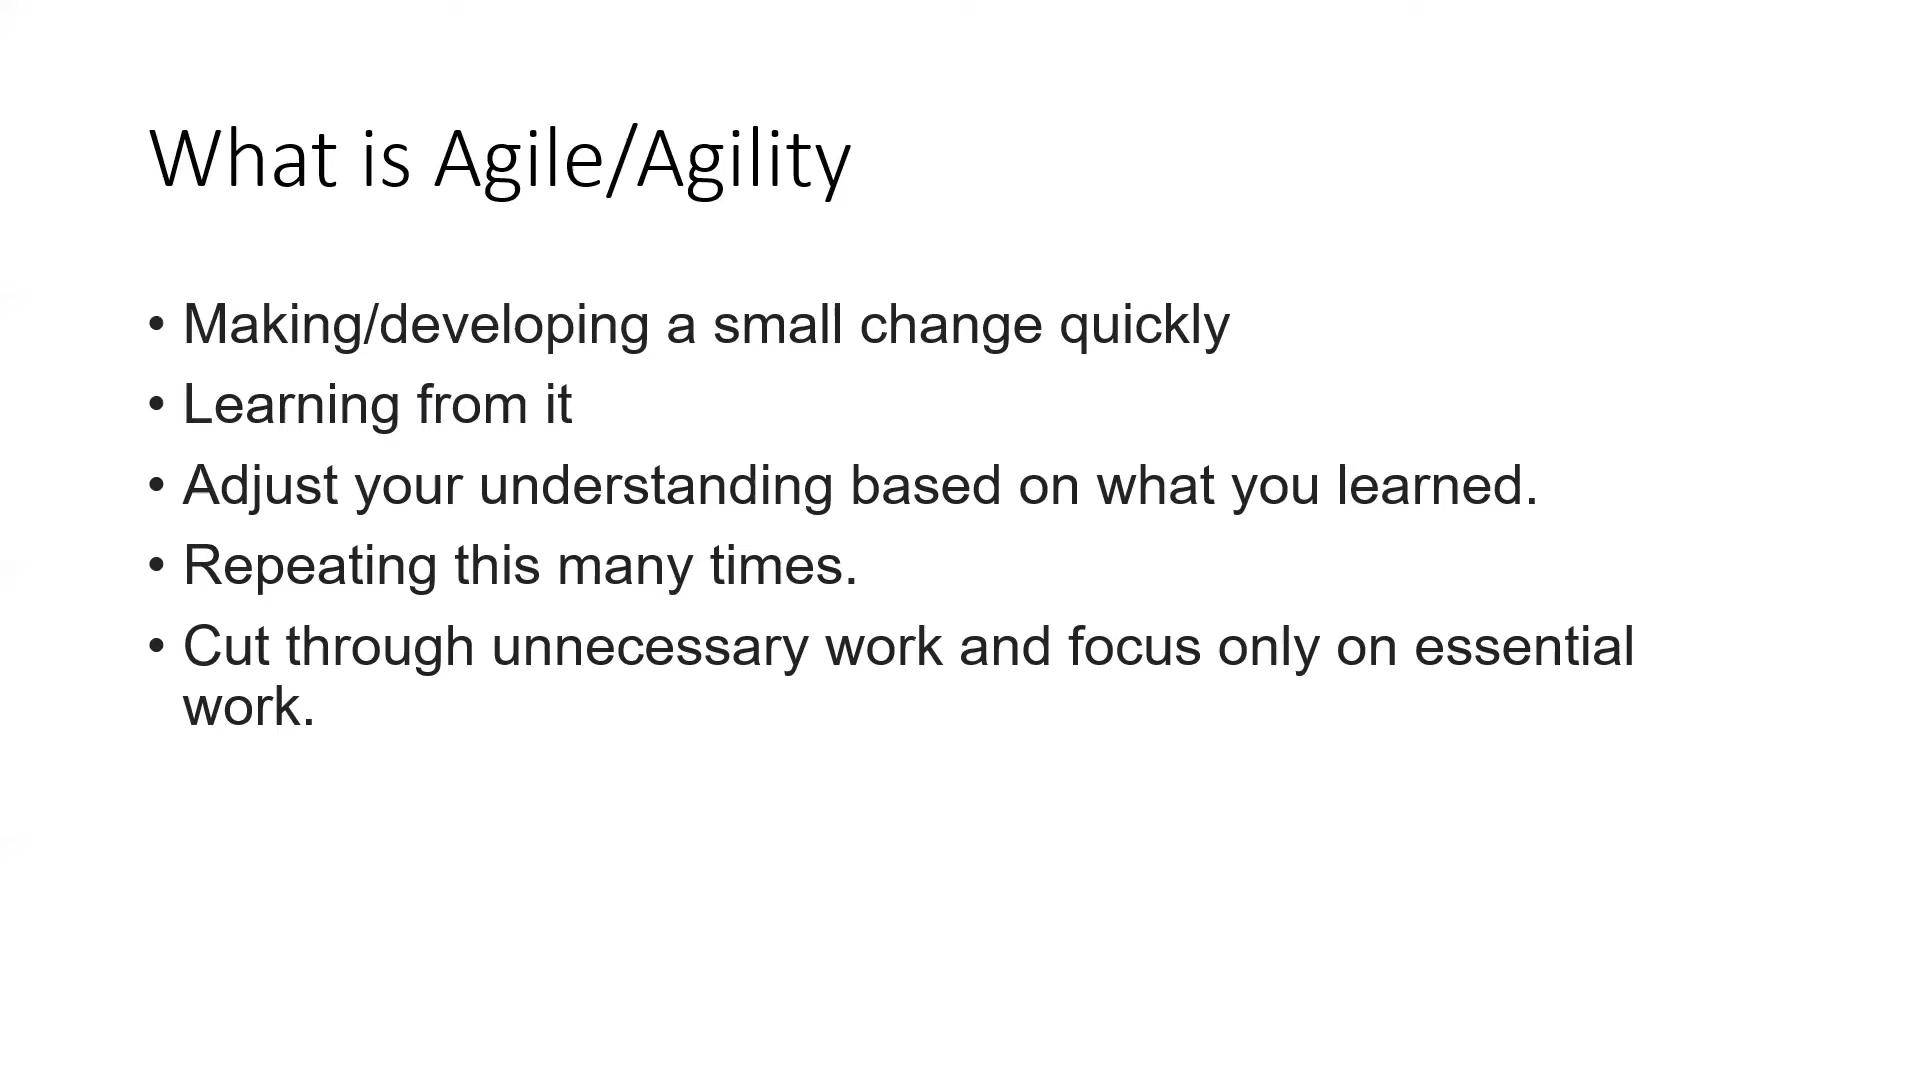 What is Agile/Agility
• Making/developing a small change quickly
• Learning from it
• Adjust your understanding based on what you learned.
• Repeating this many times.
• Cut through unnecessary work and focus only on essential
work.